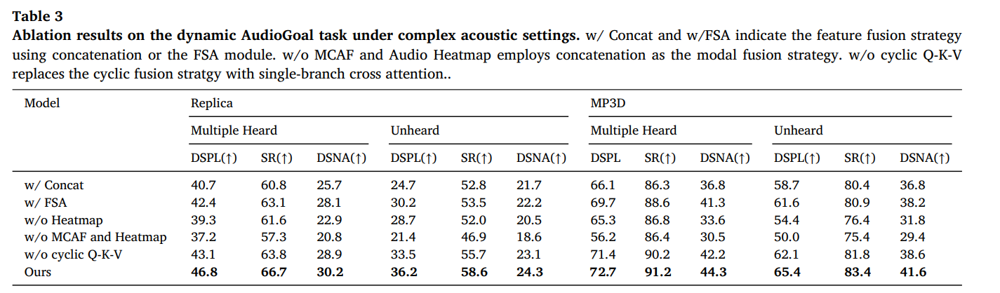 Table 3
Ablation results on the dynamic AudioGoal task under complex acoustic settings. w/ Concat and w/FSA indicate the feature fusion strategy
using concatenation or the FSA module. w/o MCAF and Audio Heatmap employs concatenation as the modal fusion strategy. w/o cyclic Q-K-V
replaces the cyclic fusion stratgy with single-branch cross attention..
Model Replica MP3D
Multiple Heard Unheard Multiple Heard Unheard
DSPL(↑) SR(↑) DSNA(↑) DSPL(↑) SR(↑) DSNA(↑) DSPL SR(↑) DSNA(↑) DSPL(↑) SR(↑) DSNA(↑)
w/ Concat 40.7 60.8 25.7 24.7 52.8 21.7 66.1 86.3 36.8 58.7 80.4 36.8
w/ FSA 42.4 63.1 28.1 30.2 53.5 22.2 69.7 88.6 41.3 61.6 80.9 38.2
w/o Heatmap 39.3 61.6 22.9 28.7 52.0 20.5 65.3 86.8 33.6 54.4 76.4 31.8
w/o MCAF and Heatmap 37.2 57.3 20.8 21.4 46.9 18.6 56.2 86.4 30.5 50.0 75.4 29.4
w/o cyclic Q-K-V 43.1 63.8 28.9 33.5 55.7 23.1 71.4 90.2 42.2 62.1 81.8 38.6
Ours 46.8 66.7 30.2 36.2 58.6 24.3 72.7 91.2 44.3 65.4 83.4 41.6